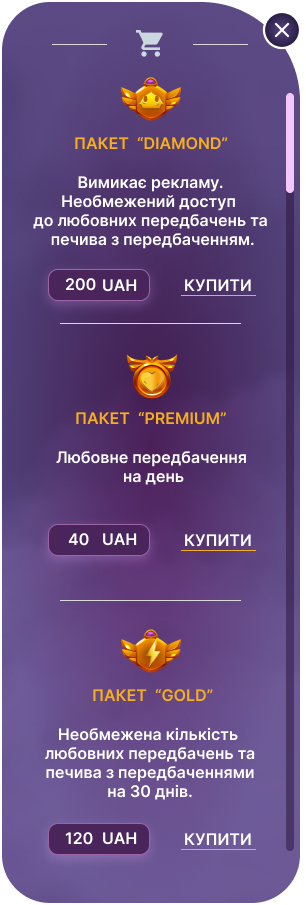 ПАКЕТ “DIAMOND”
Вимикає рекламу.
Необмежений доступ
до любовних передбачень та
печива з передбаченням.
200 UAH КУПИТИ
ПАКЕТ “PREMIUM”
Любовне передбачення
на день
40 UAH КУПИТИ
ПАКЕТ “GOLD”
Необмежена кількість
любовних передбачень та
печива з передбаченнями
на 30 днів.
120 UAH КУПИТИ